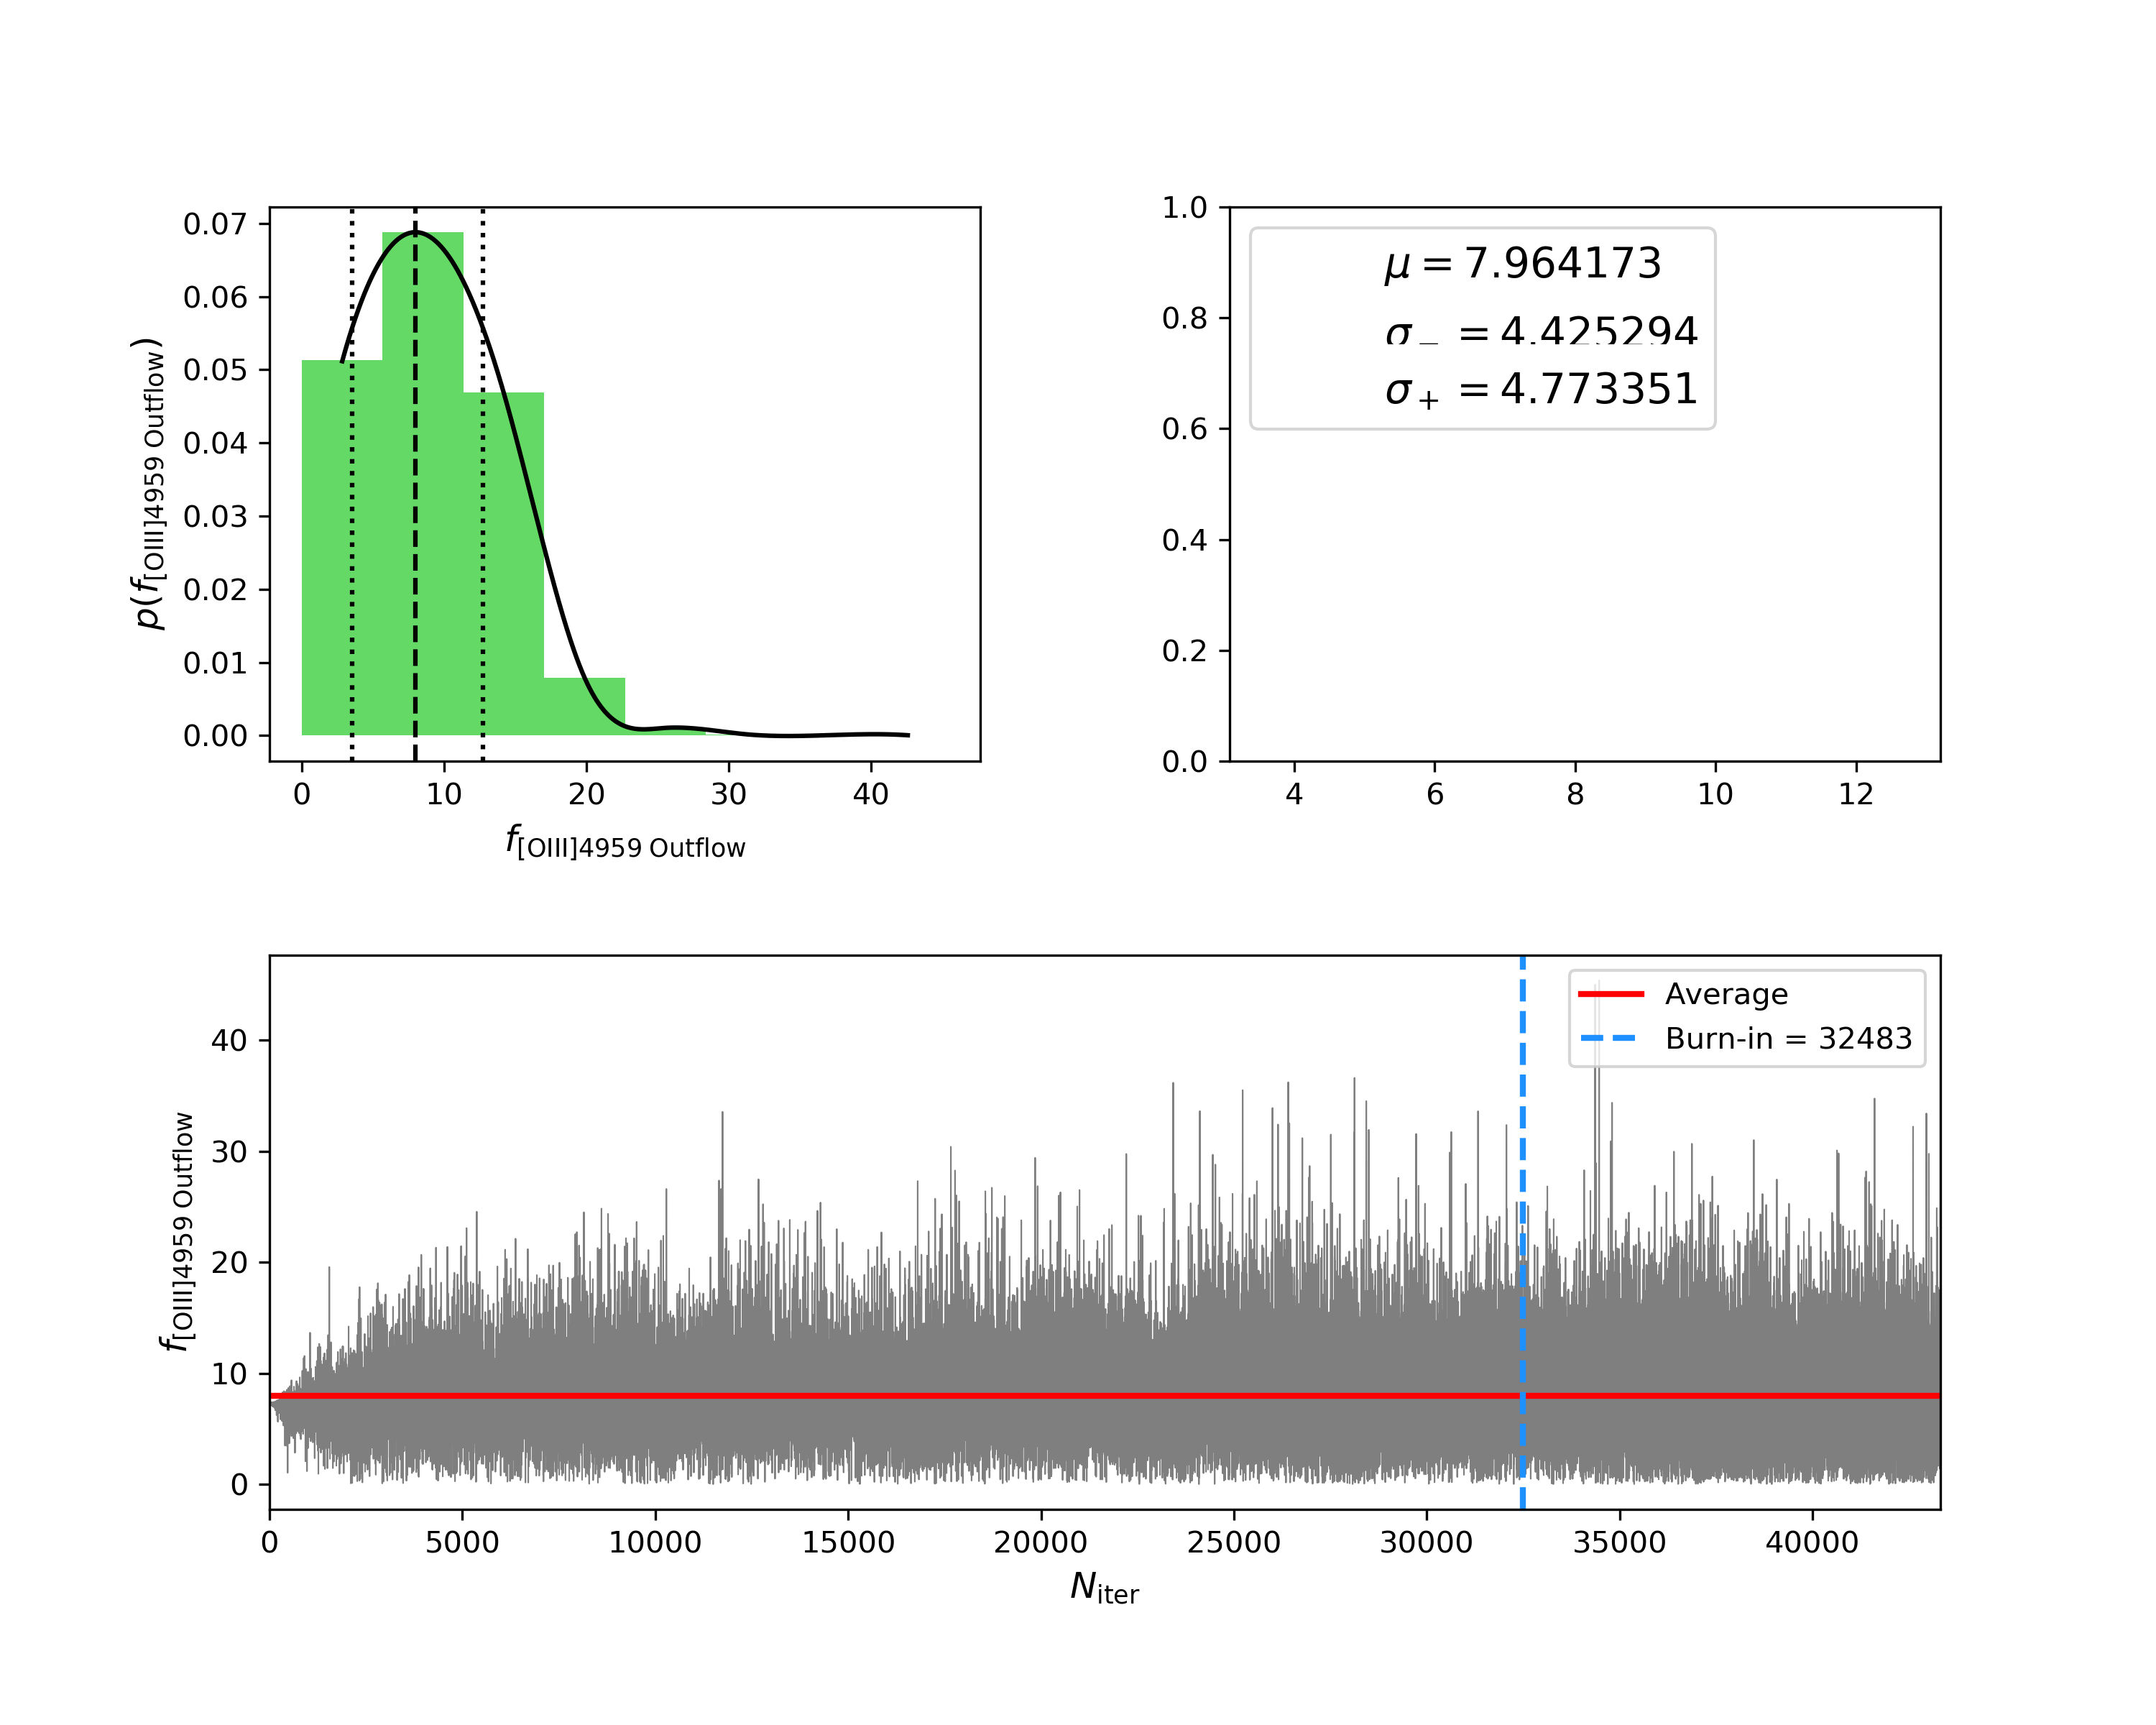 0.07
0.06
0.05
0.04
0.03
0.02
0.01
0.00
p(f[OIII]4959 Outflow)
0 10 20 30 40
f[OIII]4959 Outflow
1.0
0.8
0.6
0.4
0.2
0.0
μ = 7.964173
σ− = 4.425294
σ+ = 4.773351
4 6 8 10 12
40
30
20
10
0
f[OIII]4959 Outflow
Average
Burn-in = 32483
0 5000 10000 15000 20000 25000 30000 35000 40000
Niter